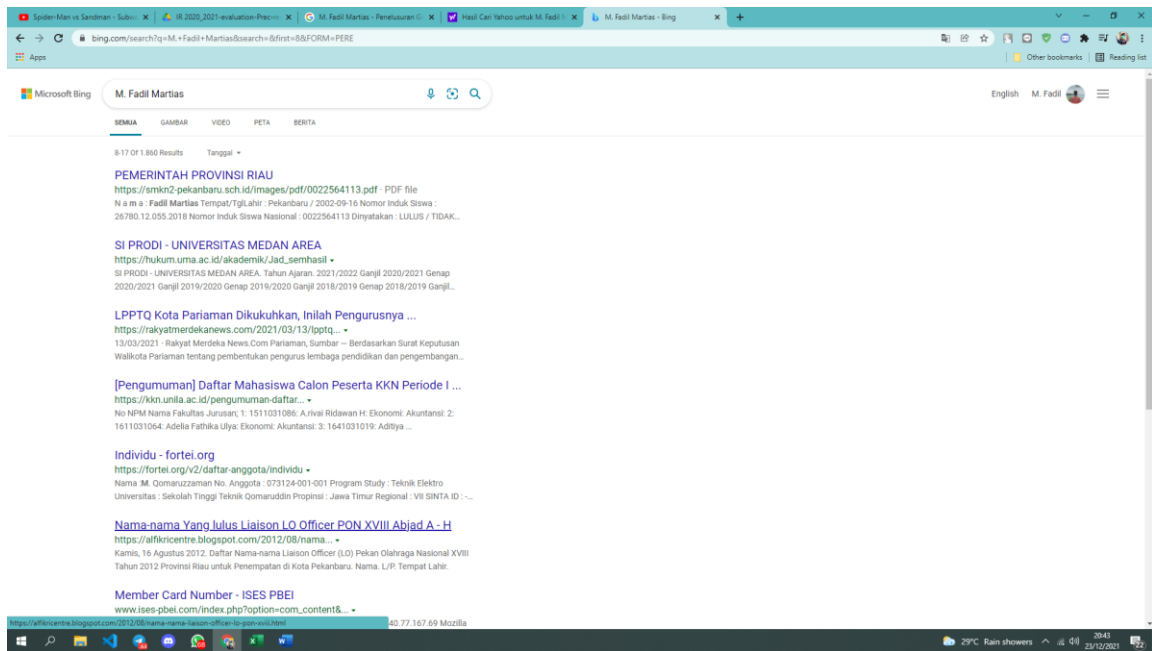 Spider-Man vs Sandman - Subw
IR 2020_2021-evaluation-Prec-re
M. Fadil Martias - Penelusuran G
Hasil Cari Yahoo untuk M. Fadil
M. Fadil Martias - Bing
bing.com/search?q=M.+Fadil+Martias&search=&first=8&FORM=PERE
Apps
Other bookmarks
Reading list
Microsoft Bing
M. Fadil Martias
English
M. Fadil
SEMUA
GAMBAR
VIDEO
PETA
BERITA
8-17 Of 1.860 Results
Tanggal
PEMERINTAH PROVINSI RIAU
https://smkn2-pekanbaru.sch.id/images/pdf/0022564113.pdf · PDF file
N a m a : Fadil Martias Tempat/TglLahir : Pekanbaru / 2002-09-16 Nomor Induk Siswa :
26780.12.055.2018 Nomor Induk Siswa Nasional : 0022564113 Dinyatakan : LULUS / TIDAK...
SI PRODI - UNIVERSITAS MEDAN AREA
https://hukum.uma.ac.id/akademik/Jad_semhasil
SI PRODI - UNIVERSITAS MEDAN AREA. Tahun Ajaran. 2021/2022 Ganjil 2020/2021 Genap
2020/2021 Ganjil 2019/2020 Genap 2019/2020 Ganjil 2018/2019 Genap 2018/2019 Ganjil...
LPPTQ Kota Pariaman Dikukuhkan, Inilah Pengurusnya ...
https://rakyatmerdekanews.com/2021/03/13/lpptq...
13/03/2021 · Rakyat Merdeka News.Com Pariaman, Sumbar -- Berdasarkan Surat Keputusan
Walikota Pariaman tentang pembentukan pengurus lembaga pendidikan dan pengembangan...
[Pengumuman] Daftar Mahasiswa Calon Peserta KKN Periode I ...
https://kkn.unila.ac.id/pengumuman-daftar...
No NPM Nama Fakultas Jurusan; 1: 1511031086: A.rivai Ridawan H: Ekonomi: Akuntansi: 2:
1611031064: Adelia Fathika Ulya: Ekonomi: Akuntansi: 3: 1641031019: Aditiya ...
Individu - fortei.org
https://fortei.org/v2/daftar-anggota/individu
Nama :M. Qomaruzzaman No. Anggota : 073124-001-001 Program Study : Teknik Elektro
Universitas : Sekolah Tinggi Teknik Qomaruddin Propinsi : Jawa Timur Regional : VII SINTA ID : -...
Nama-nama Yang lulus Liaison LO Officer PON XVIII Abjad A - H
https://alfikricentre.blogspot.com/2012/08/nama...
Kamis, 16 Agustus 2012. Daftar Nama-nama Liaison Officer (LO) Pekan Olahraga Nasional XVIII
Tahun 2012 Provinsi Riau untuk Penempatan di Kota Pekanbaru. Nama. L/P. Tempat Lahir.
Member Card Number - ISES PBEI
www.ises-pbei.com/index.php?option=com_content&...
https://alfikricentre.blogspot.com/2012/08/nama-nama-liaison-officer-lo-pon-xviii.html
40.77.167.69 Mozilla
29°C Rain showers
20:43
23/12/2021